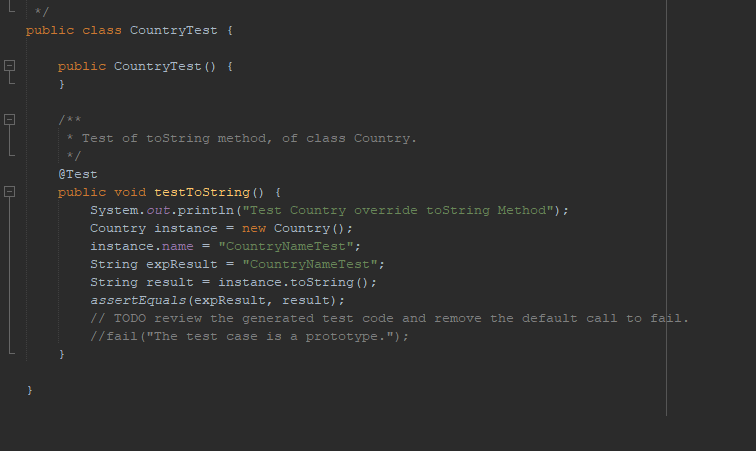 */
public class CountryTest {
public CountryTest() {
}
/**
* Test of toString method, of class Country.
*/
@Test
public void testToString() {
System.out.println("Test Country override toString Method");
Country instance = new Country();
instance.name = "CountryNameTest";
String expResult = "CountryNameTest";
String result = instance.toString();
assertEquals(expResult, result);
// TODO review the generated test code and remove the default call to fail.
//fail("The test case is a prototype.");
}
}